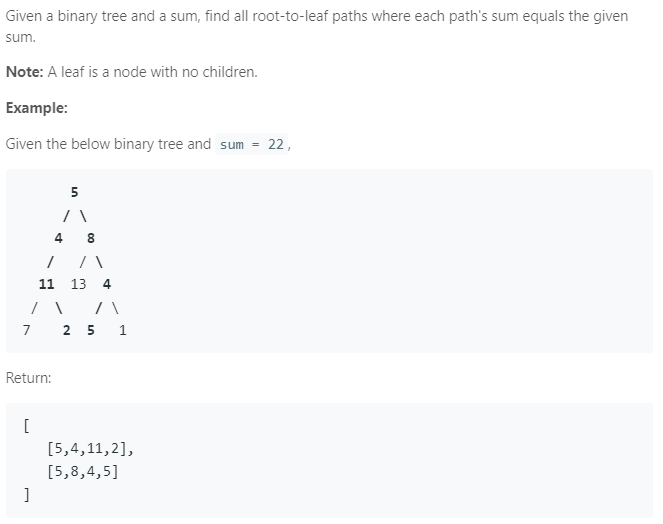 Given a binary tree and a sum, find all root-to-leaf paths where each path's sum equals the given
sum.
Note: A leaf is a node with no children.
Example:
Given the below binary tree and sum = 22,
5
/ \
4 8
/ / \
11 13 4
/ \ / \
7 2 5 1
Return:
[
[5,4,11,2],
[5,8,4,5]
]